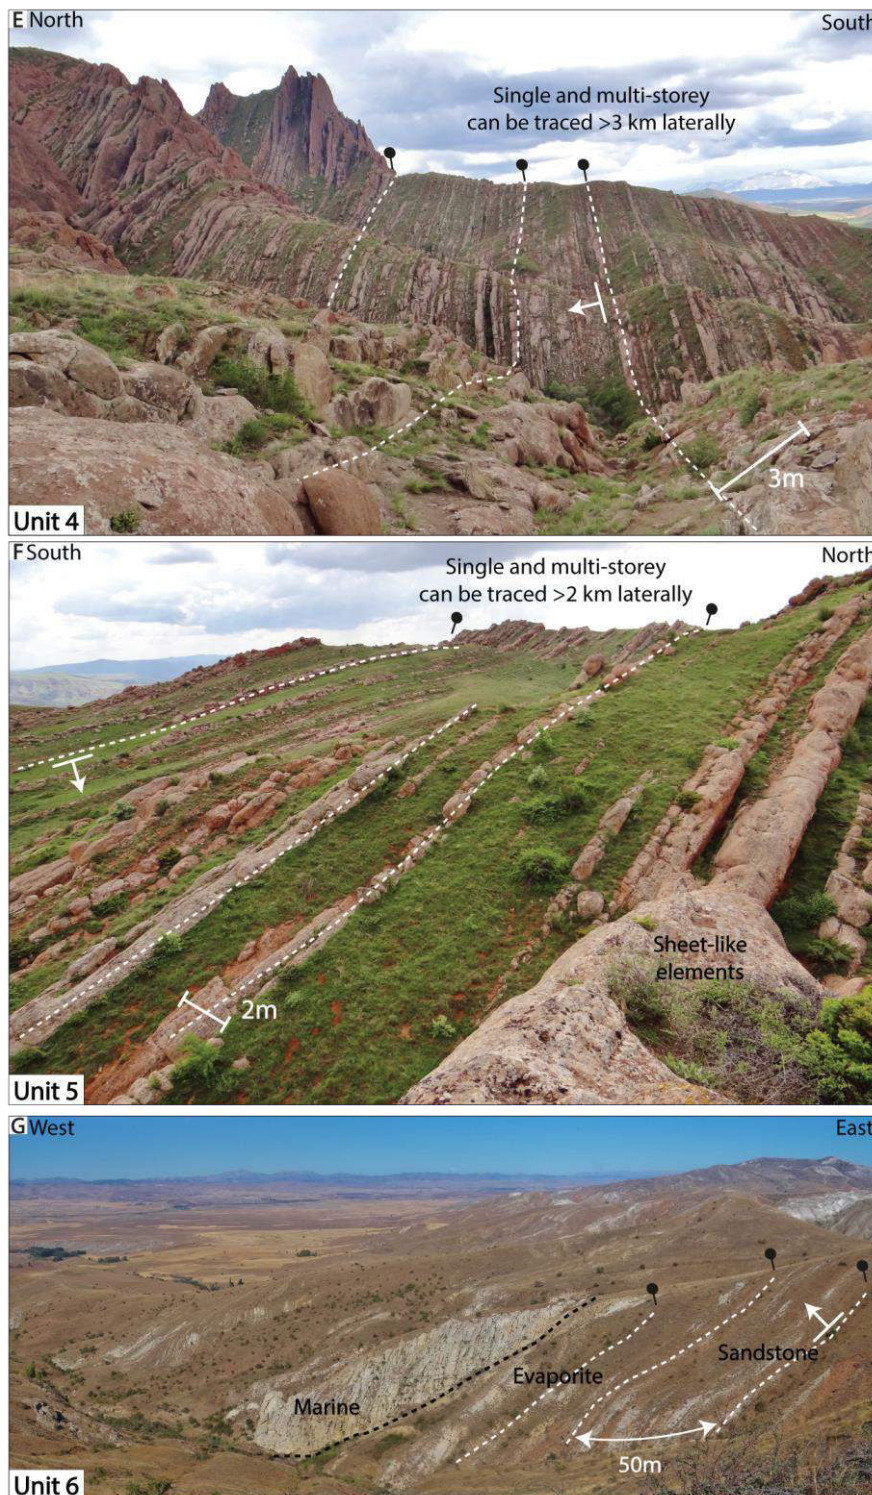 E North
South
Single and multi-storey
can be traced >3 km laterally
3m
Unit 4
F South
North
Single and multi-storey
can be traced >2 km laterally
Sheet-like
elements
2m
Unit 5
G West
East
Sandstone
Evaporite
Marine
50m
Unit 6